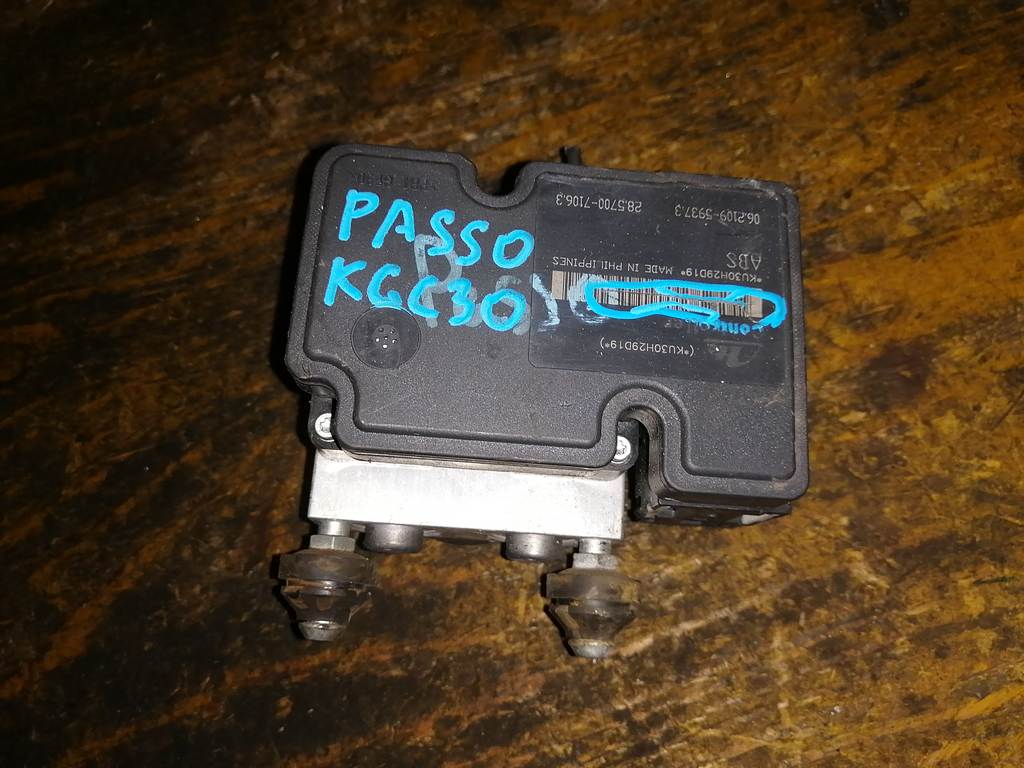 PASSO
KGC30
(*KU30H29D19*)
*KU30H29D19* MADE IN PHILIPPINES
ABS
28.5700-7106.3
06.2109-5937.3